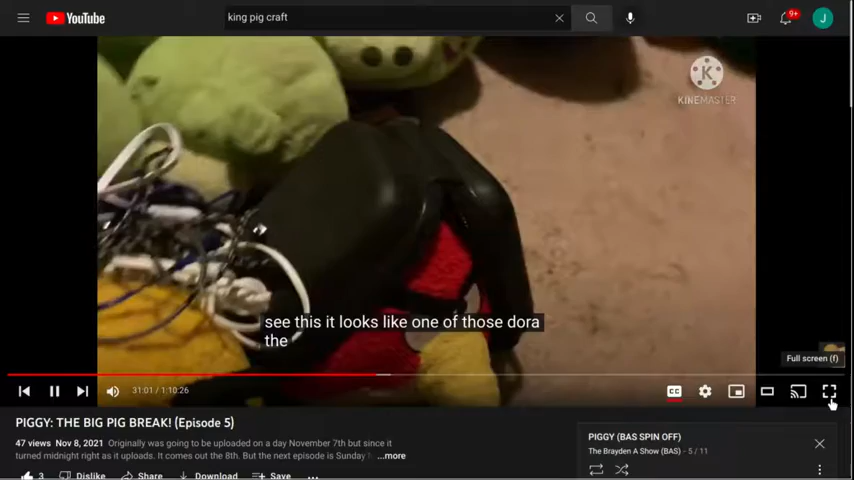 YouTube
king pig craft
9+
J
K
KINEMASTER
see this it looks like one of those dora
the
Full screen (f)
31:01 / 1:10:26
CC
PIGGY: THE BIG PIG BREAK! (Episode 5)
47 views Nov 8, 2021 Originally was going to be uploaded on a day November 7th but since it
turned midnight right as it uploads. It comes out the 8th. But the next episode is Sunday
...more
3 Dislike Share Download Save ...
PIGGY (BAS SPIN OFF)
The Brayden A Show (BAS) - 5 / 11